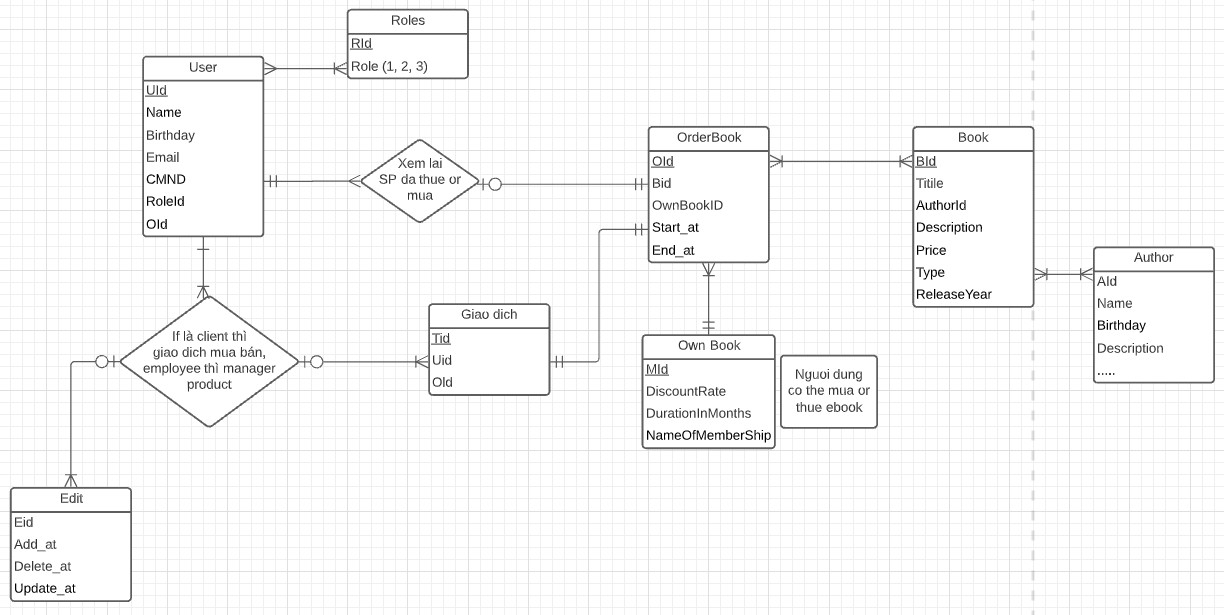 Roles
RId
Role (1, 2, 3)
User
UId
Name
Birthday
Email
CMND
RoleId
OId
Xem lai
SP da thue or
mua
OrderBook
OId
Bid
OwnBookID
Start_at
End_at
Book
BId
Titile
AuthorId
Description
Price
Type
ReleaseYear
Author
AId
Name
Birthday
Description
.....
If là client thì
giao dich mua bán,
employee thì manager
product
Giao dich
Tid
Uid
Old
Own Book
MId
DiscountRate
DurationInMonths
NameOfMemberShip
Nguoi dung
co the mua or
thue ebook
Edit
Eid
Add_at
Delete_at
Update_at